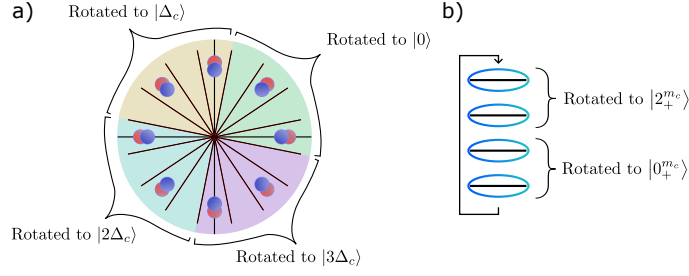 a)
Rotated to |Δ_c⟩
Rotated to |0⟩
Rotated to |2Δ_c⟩
Rotated to |3Δ_c⟩
b)
Rotated to |2_+^{m_c}⟩
Rotated to |0_+^{m_c}⟩